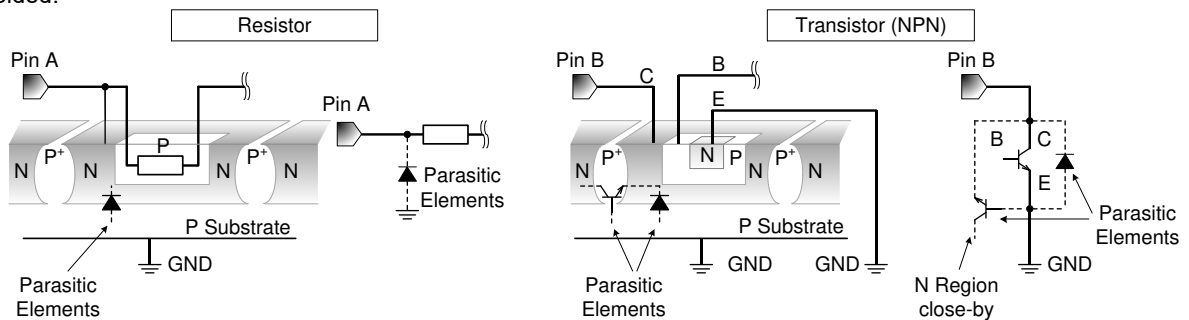 Resistor
Transistor (NPN)
Pin A
Pin A
N
P+
N
P
N
P+
N
Parasitic
Elements
P Substrate
GND
Parasitic
Elements
Pin B
C
B
E
N
P+
N
N
P
N
P+
N
P Substrate
GND
GND
Parasitic
Elements
Pin B
B
C
E
Parasitic
Elements
GND
N Region
close-by